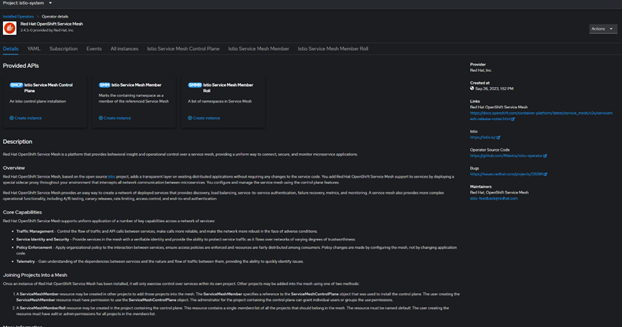 Project: istio-system
Installed Operators > Operator details
Red Hat OpenShift Service Mesh
2.4.3-0 provided by Red Hat, Inc.
Actions
Details YAML Subscription Events All instances Istio Service Mesh Control Plane Istio Service Mesh Member Istio Service Mesh Member Roll
Provided APIs
SMCP Istio Service Mesh Control Plane
An Istio control plane installation
Create instance
SMM Istio Service Mesh Member
Marks the containing namespace as a member of the referenced Service Mesh
Create instance
SMMR Istio Service Mesh Member Roll
A list of namespaces in Service Mesh
Create instance
Description
Red Hat OpenShift Service Mesh is a platform that provides behavioral insight and operational control over a service mesh, providing a uniform way to connect, secure, and monitor microservice applications.
Overview
Red Hat OpenShift Service Mesh, based on the open source Istio project, adds a transparent layer on existing distributed applications without requiring any changes to the service code. You add Red Hat OpenShift Service Mesh support to services by deploying a
special sidecar proxy throughout your environment that intercepts all network communication between microservices. You configure and manage the service mesh using the control plane features.
Red Hat OpenShift Service Mesh provides an easy way to create a network of deployed services that provides discovery, load balancing, service-to-service authentication, failure recovery, metrics, and monitoring. A service mesh also provides more complex
operational functionality, including A/B testing, canary releases, rate limiting, access control, and end-to-end authentication.
Core Capabilities
Red Hat OpenShift Service Mesh supports uniform application of a number of key capabilities across a network of services:
• Traffic Management - Control the flow of traffic and API calls between services, make calls more reliable, and make the network more robust in the face of adverse conditions.
• Service Identity and Security - Provide services in the mesh with a verifiable identity and provide the ability to protect service traffic as it flows over networks of varying degrees of trustworthiness.
• Policy Enforcement - Apply organizational policy to the interaction between services, ensure access policies are enforced and resources are fairly distributed among consumers. Policy changes are made by configuring the mesh, not by changing application
code.
• Telemetry - Gain understanding of the dependencies between services and the nature and flow of traffic between them, providing the ability to quickly identify issues.
Joining Projects Into a Mesh
Once an instance of Red Hat OpenShift Service Mesh has been installed, it will only exercise control over services within its own project. Other projects may be added into the mesh using one of two methods:
1. A ServiceMeshMember resource may be created in other projects to add those projects into the mesh. The ServiceMeshMember specifies a reference to the ServiceMeshControlPlane object that was used to install the control plane. The user creating the
ServiceMeshMember resource must have permission to use the ServiceMeshControlPlane object. The administrator for the project containing the control plane can grant individual users or groups the use permissions.
2. A ServiceMeshMemberRoll resource may be created in the project containing the control plane. This resource contains a single members list of all the projects that should belong in the mesh. The resource must be named default. The user creating the
resource must have edit or admin permissions for all projects in the members list.
Provider
Red Hat, Inc.
Created at
Sep 26, 2023, 1:52 PM
Links
Red Hat OpenShift Service Mesh
Istio
https://istio.io/
Operator Source Code
https://github.com/Maistra/istio-operator
Bugs
Maintainers
Red Hat, OpenShift Service Mesh
istio-feedback@redhat.com